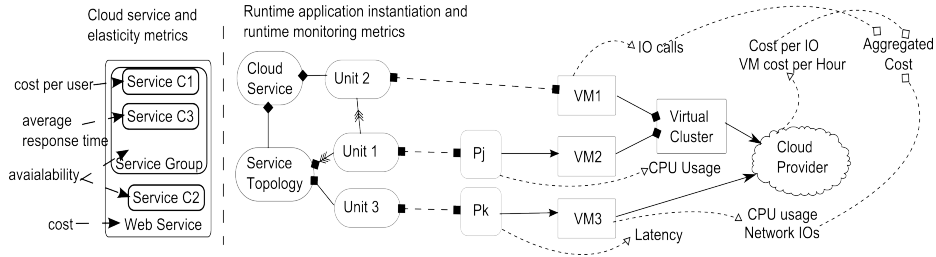 Cloud service and
elasticity metrics
Runtime application instantiation and
runtime monitoring metrics
cost per user
Service C1
average
response time
Service C3
Service Group
avaialability
Service C2
cost
Web Service
Cloud
Service
Unit 2
Service
Topology
Unit 1
Unit 3
Pj
Pk
VM1
VM2
VM3
IO calls
Virtual
Cluster
CPU Usage
Latency
Cost per IO
VM cost per Hour
Aggregated
Cost
Cloud
Provider
CPU usage
Network IOs